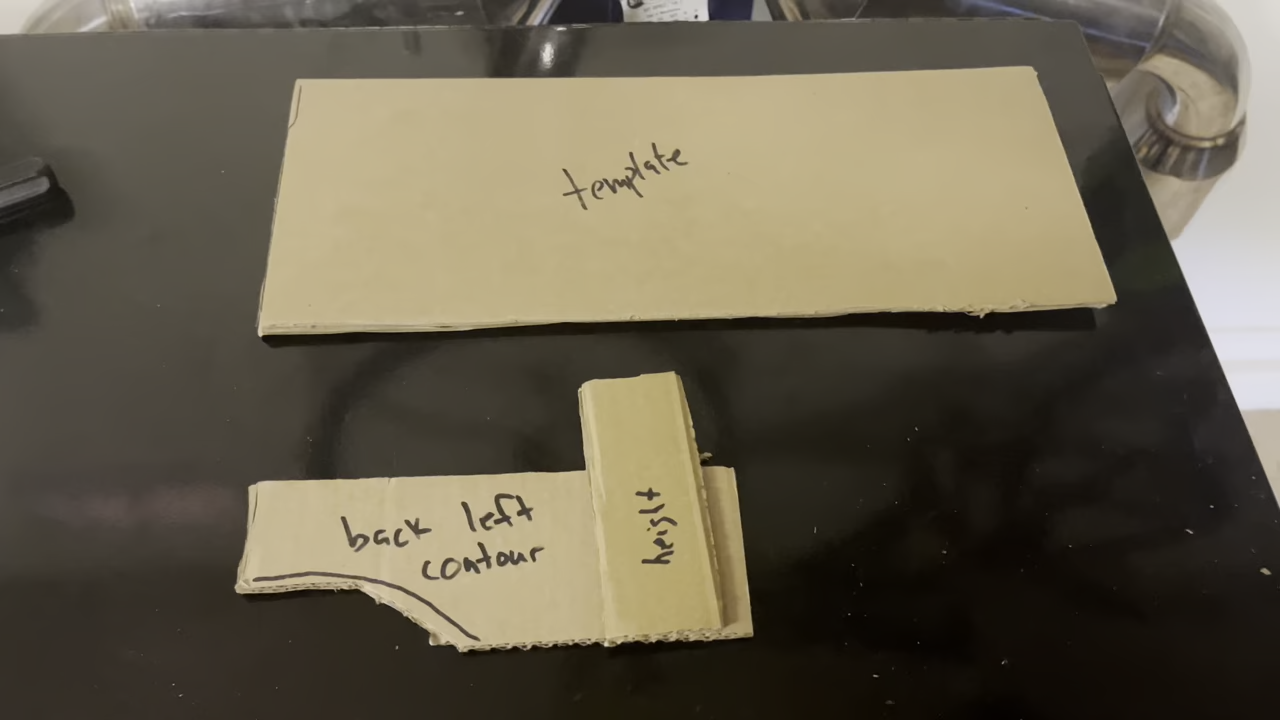 template
back left
contour
height